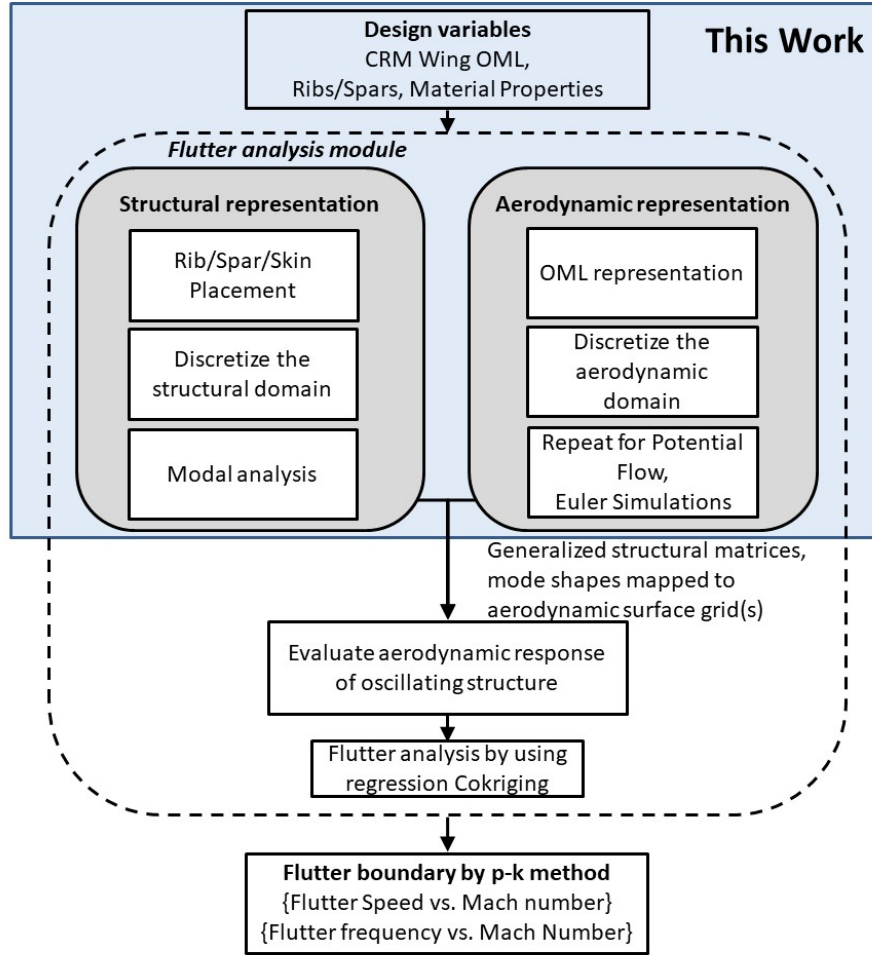 This Work
Design variables
CRM Wing OML,
Ribs/Spars, Material Properties
Flutter analysis module
Structural representation
Rib/Spar/Skin
Placement
Discretize the
structural domain
Modal analysis
Aerodynamic representation
OML representation
Discretize the
aerodynamic
domain
Repeat for Potential
Flow,
Euler Simulations
Generalized structural matrices,
mode shapes mapped to
aerodynamic surface grid(s)
Evaluate aerodynamic response
of oscillating structure
Flutter analysis by using
regression Cokriging
Flutter boundary by p-k method
{Flutter Speed vs. Mach number}
{Flutter frequency vs. Mach Number}